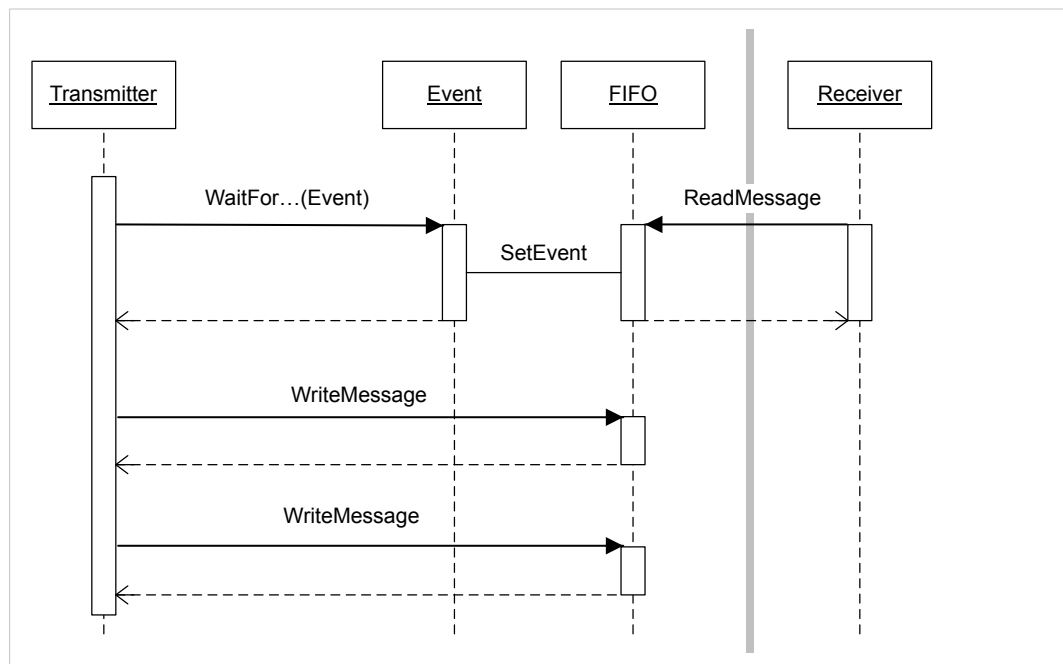 Transmitter
Event
FIFO
Receiver
WaitFor…(Event)
ReadMessage
SetEvent
WriteMessage
WriteMessage